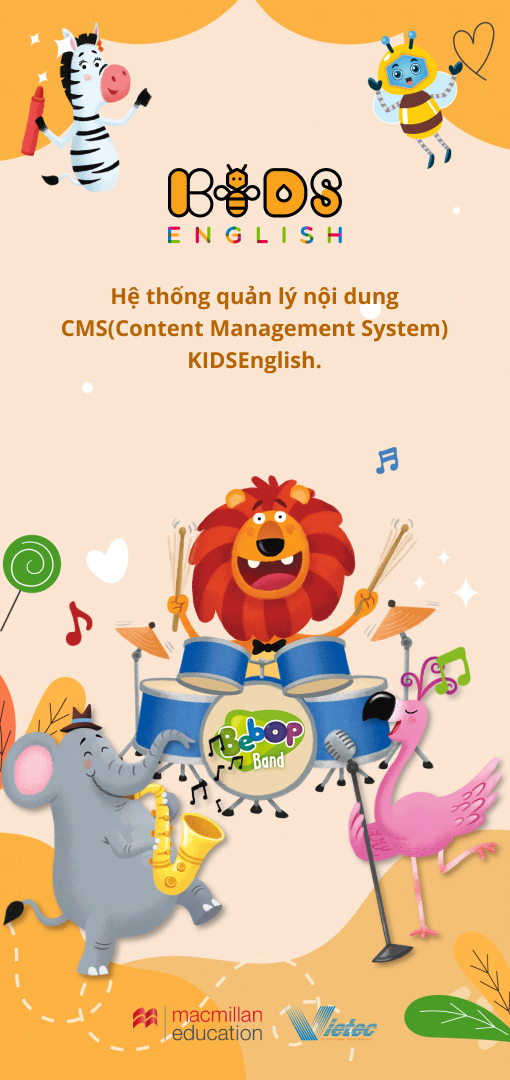 KIDS
ENGLISH
Hệ thống quản lý nội dung
CMS(Content Management System)
KIDSEnglish.
BebOp
Band
macmillan
education
Vietec